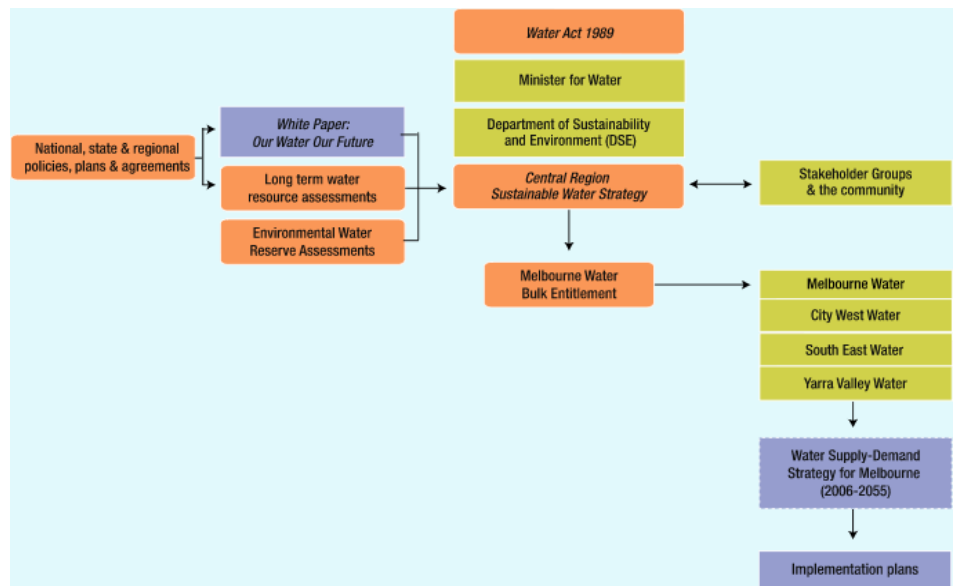 Water Act 1989
Minister for Water
Department of Sustainability
and Environment (DSE)
White Paper:
Our Water Our Future
National, state & regional
policies, plans & agreements
Long term water
resource assessments
Central Region
Sustainable Water Strategy
Stakeholder Groups
& the community
Environmental Water
Reserve Assessments
Melbourne Water
Bulk Entitlement
Melbourne Water
City West Water
South East Water
Yarra Valley Water
Water Supply-Demand
Strategy for Melbourne
(2006-2055)
Implementation plans